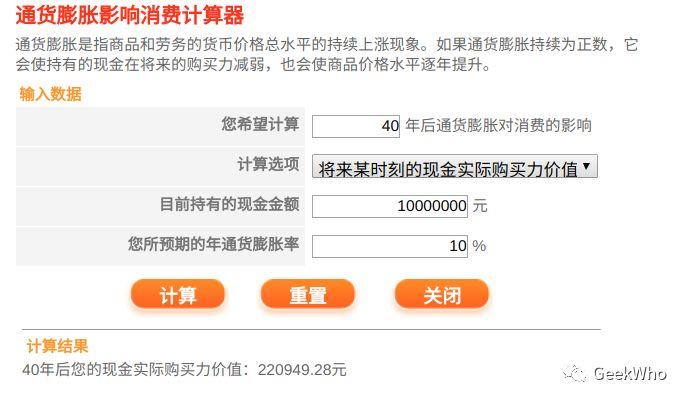 通货膨胀影响消费计算器
通货膨胀是指商品和劳务的货币价格总水平的持续上涨现象。如果通货膨胀持续为正数，它
会使持有的现金在将来的购买力减弱，也会使商品价格水平逐年提升。
输入数据
您希望计算 40 年后通货膨胀对消费的影响
计算选项 将来某时刻的现金实际购买力价值
目前持有的现金金额 10000000 元
您所预期的年通货膨胀率 10 %
计算 重置 关闭
计算结果
40年后您的现金实际购买力价值：220949.28元
GeekWho